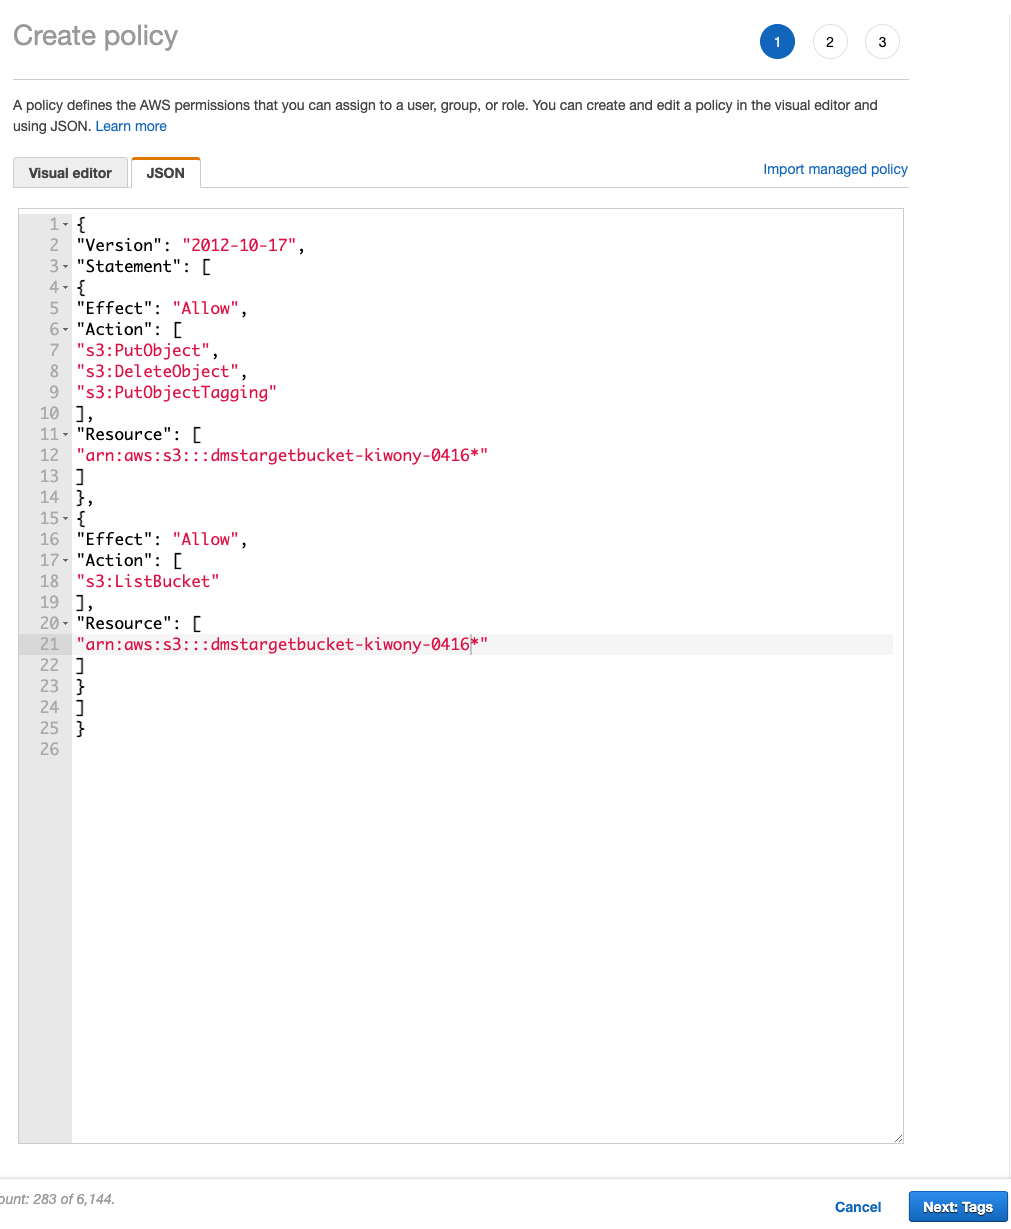 Create policy
1 2 3
A policy defines the AWS permissions that you can assign to a user, group, or role. You can create and edit a policy in the visual editor and
using JSON. Learn more
Visual editor JSON Import managed policy
1 {
2 "Version": "2012-10-17",
3 "Statement": [
4 {
5 "Effect": "Allow",
6 "Action": [
7 "s3:PutObject",
8 "s3:DeleteObject",
9 "s3:PutObjectTagging"
10 ],
11 "Resource": [
12 "arn:aws:s3:::dmstargetbucket-kiwony-0416*"
13 ]
14 },
15 {
16 "Effect": "Allow",
17 "Action": [
18 "s3:ListBucket"
19 ],
20 "Resource": [
21 "arn:aws:s3:::dmstargetbucket-kiwony-0416*"
22 ]
23 }
24 ]
25 }
26
ount: 283 of 6,144.
Cancel Next: Tags